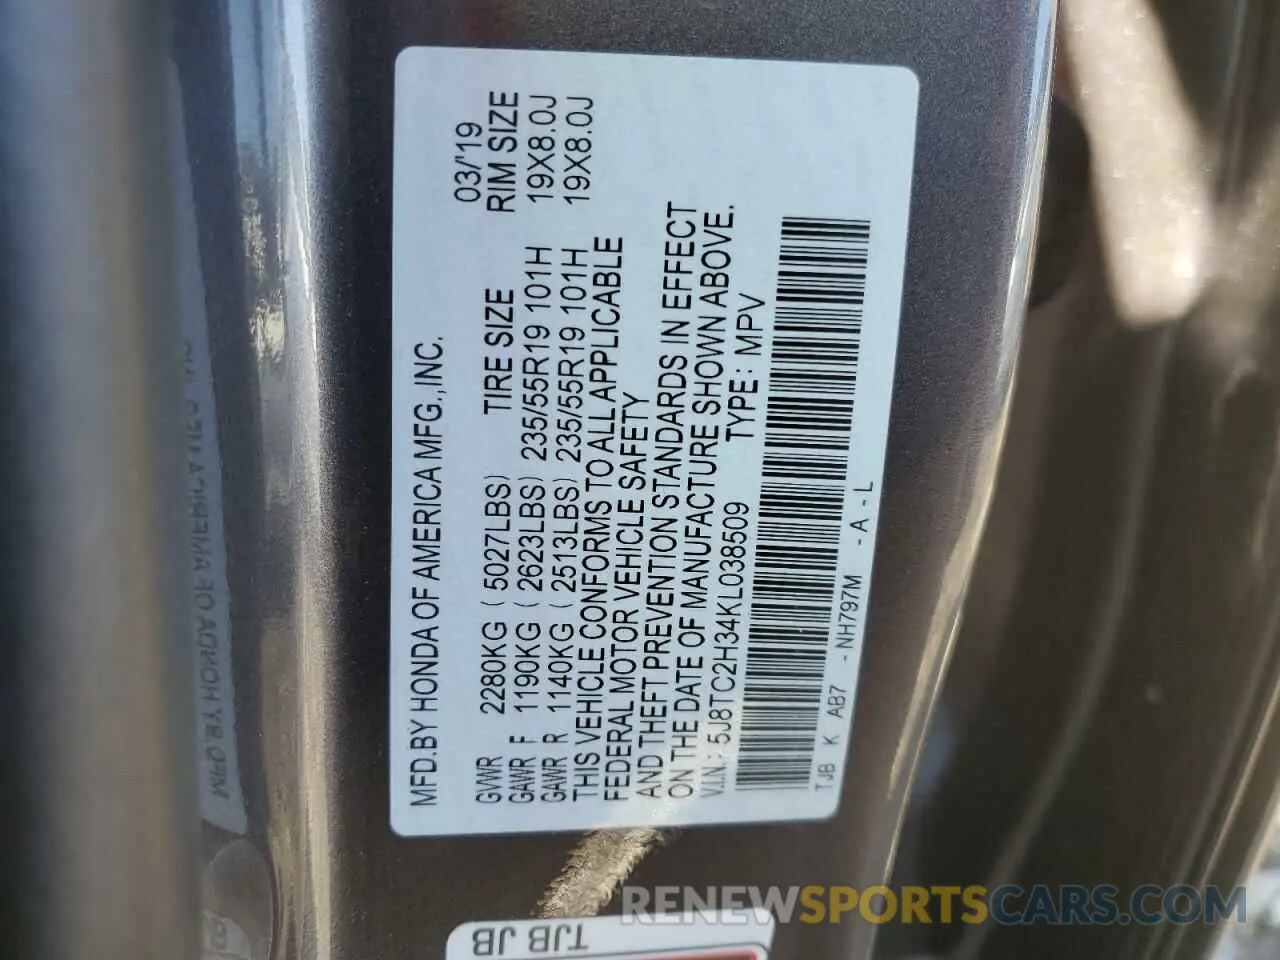 MFD.BY HONDA OF AMERICA MFG.,INC.
03/'19
GVWR 2280KG ( 5027LBS) TIRE SIZE RIM SIZE
GAWR F 1190KG ( 2623LBS) 235/55R19 101H 19X8.0J
GAWR R 1140KG ( 2513LBS) 235/55R19 101H 19X8.0J
THIS VEHICLE CONFORMS TO ALL APPLICABLE
FEDERAL MOTOR VEHICLE SAFETY
AND THEFT PREVENTION STANDARDS IN EFFECT
ON THE DATE OF MANUFACTURE SHOWN ABOVE.
V.I.N.: 5J8TC2H34KL038509 TYPE: MPV
TJB K AB7 - NH797M - A - L
TJB JB
RENEWSPORTSCARS.COM